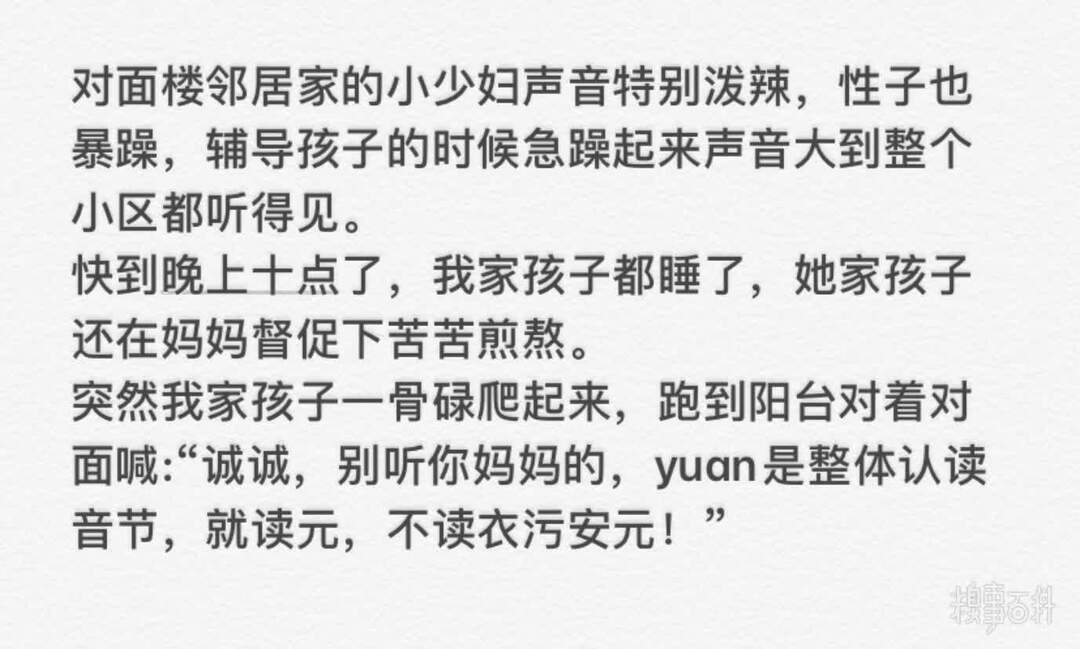 对面楼邻居家的小少妇声音特别泼辣，性子也
暴躁，辅导孩子的时候急躁起来声音大到整个
小区都听得见。
快到晚上十点了，我家孩子都睡了，她家孩子
还在妈妈督促下苦苦煎熬。
突然我家孩子一骨碌爬起来，跑到阳台对着对
面喊:“诚诚，别听你妈妈的，yuan是整体认读
音节，就读元，不读衣污安元！”
糗事百科